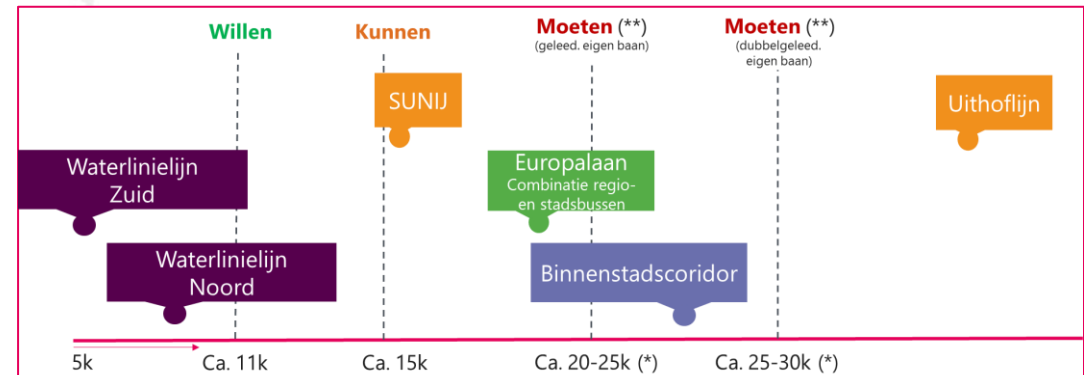 Willen
Kunnen
Moeten (**)
(geleed. eigen baan)
Moeten (**)
(dubbelgeleed.
eigen baan)
SUNIJ
Uithoflijn
Waterlinielijn
Zuid
Europalaan
Combinatie regio-
en stadsbussen
Waterlinielijn
Noord
Binnenstadscoridor
5k
Ca. 11k
Ca. 15k
Ca. 20-25k (*)
Ca. 25-30k (*)